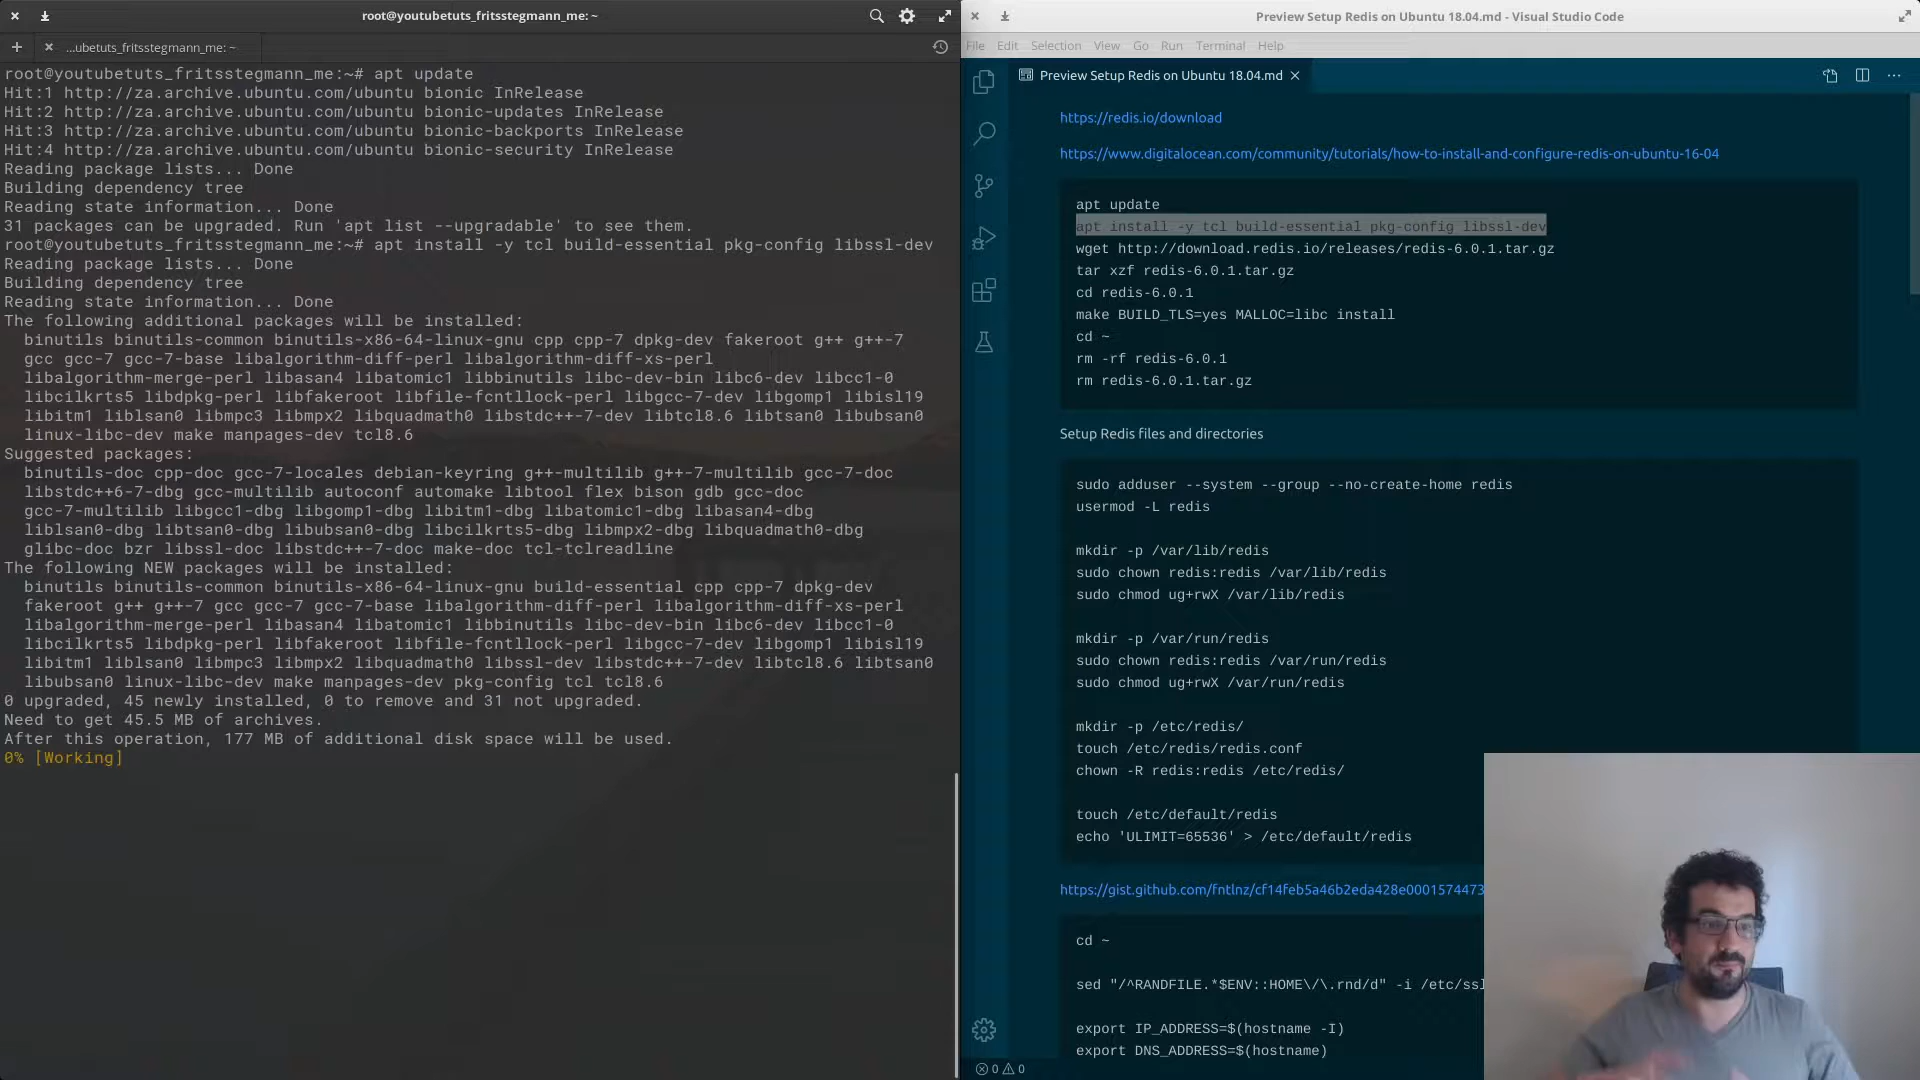 root@youtubetuts_fritsstegmann_me: ~
...ubetuts_fritsstegmann_me: ~
root@youtubetuts_fritsstegmann_me:~# apt update
Hit:1 http://za.archive.ubuntu.com/ubuntu bionic InRelease
Hit:2 http://za.archive.ubuntu.com/ubuntu bionic-updates InRelease
Hit:3 http://za.archive.ubuntu.com/ubuntu bionic-backports InRelease
Hit:4 http://za.archive.ubuntu.com/ubuntu bionic-security InRelease
Reading package lists... Done
Building dependency tree
Reading state information... Done
31 packages can be upgraded. Run 'apt list --upgradable' to see them.
root@youtubetuts_fritsstegmann_me:~# apt install -y tcl build-essential pkg-config libssl-dev
Reading package lists... Done
Building dependency tree
Reading state information... Done
The following additional packages will be installed:
binutils binutils-common binutils-x86-64-linux-gnu cpp cpp-7 dpkg-dev fakeroot g++ g++-7
gcc gcc-7 gcc-7-base libalgorithm-diff-perl libalgorithm-diff-xs-perl
libalgorithm-merge-perl libasan4 libatomic1 libbinutils libc-dev-bin libc6-dev libcc1-0
libcilkrts5 libdpkg-perl libfakeroot libfile-fcntllock-perl libgcc-7-dev libgomp1 libisl19
libitm1 liblsan0 libmpc3 libmpx2 libquadmath0 libstdc++-7-dev libtcl8.6 libtsan0 libubsan0
linux-libc-dev make manpages-dev tcl8.6
Suggested packages:
binutils-doc cpp-doc gcc-7-locales debian-keyring g++-multilib g++-7-multilib gcc-7-doc
libstdc++6-7-dbg gcc-multilib autoconf automake libtool flex bison gdb gcc-doc
gcc-7-multilib libgcc1-dbg libgomp1-dbg libitm1-dbg libatomic1-dbg libasan4-dbg
liblsan0-dbg libtsan0-dbg libubsan0-dbg libcilkrts5-dbg libmpx2-dbg libquadmath0-dbg
glibc-doc bzr libssl-doc libstdc++-7-doc make-doc tcl-tclreadline
The following NEW packages will be installed:
binutils binutils-common binutils-x86-64-linux-gnu build-essential cpp cpp-7 dpkg-dev
fakeroot g++ g++-7 gcc gcc-7 gcc-7-base libalgorithm-diff-perl libalgorithm-diff-xs-perl
libalgorithm-merge-perl libasan4 libatomic1 libbinutils libc-dev-bin libc6-dev libcc1-0
libcilkrts5 libdpkg-perl libfakeroot libfile-fcntllock-perl libgcc-7-dev libgomp1 libisl19
libitm1 liblsan0 libmpc3 libmpx2 libquadmath0 libssl-dev libstdc++-7-dev libtcl8.6 libtsan0
libubsan0 linux-libc-dev make manpages-dev pkg-config tcl tcl8.6
0 upgraded, 45 newly installed, 0 to remove and 31 not upgraded.
Need to get 45.5 MB of archives.
After this operation, 177 MB of additional disk space will be used.
0% [Working]
Preview Setup Redis on Ubuntu 18.04.md - Visual Studio Code
File Edit Selection View Go Run Terminal Help
Preview Setup Redis on Ubuntu 18.04.md
https://redis.io/download
https://www.digitalocean.com/community/tutorials/how-to-install-and-configure-redis-on-ubuntu-16-04
apt update
apt install -y tcl build-essential pkg-config libssl-dev
wget http://download.redis.io/releases/redis-6.0.1.tar.gz
tar xzf redis-6.0.1.tar.gz
cd redis-6.0.1
make BUILD_TLS=yes MALLOC=libc install
cd ~
rm -rf redis-6.0.1
rm redis-6.0.1.tar.gz
Setup Redis files and directories
sudo adduser --system --group --no-create-home redis
usermod -L redis
mkdir -p /var/lib/redis
sudo chown redis:redis /var/lib/redis
sudo chmod ug+rwX /var/lib/redis
mkdir -p /var/run/redis
sudo chown redis:redis /var/run/redis
sudo chmod ug+rwX /var/run/redis
mkdir -p /etc/redis/
touch /etc/redis/redis.conf
chown -R redis:redis /etc/redis/
touch /etc/default/redis
echo 'ULIMIT=65536' > /etc/default/redis
https://gist.github.com/fntlnz/cf14feb5a46b2eda428e0001574473
cd ~
sed "/^RANDFILE.*$ENV::HOME\/\.rnd/d" -i /etc/ssl
export IP_ADDRESS=$(hostname -I)
export DNS_ADDRESS=$(hostname)
0 0